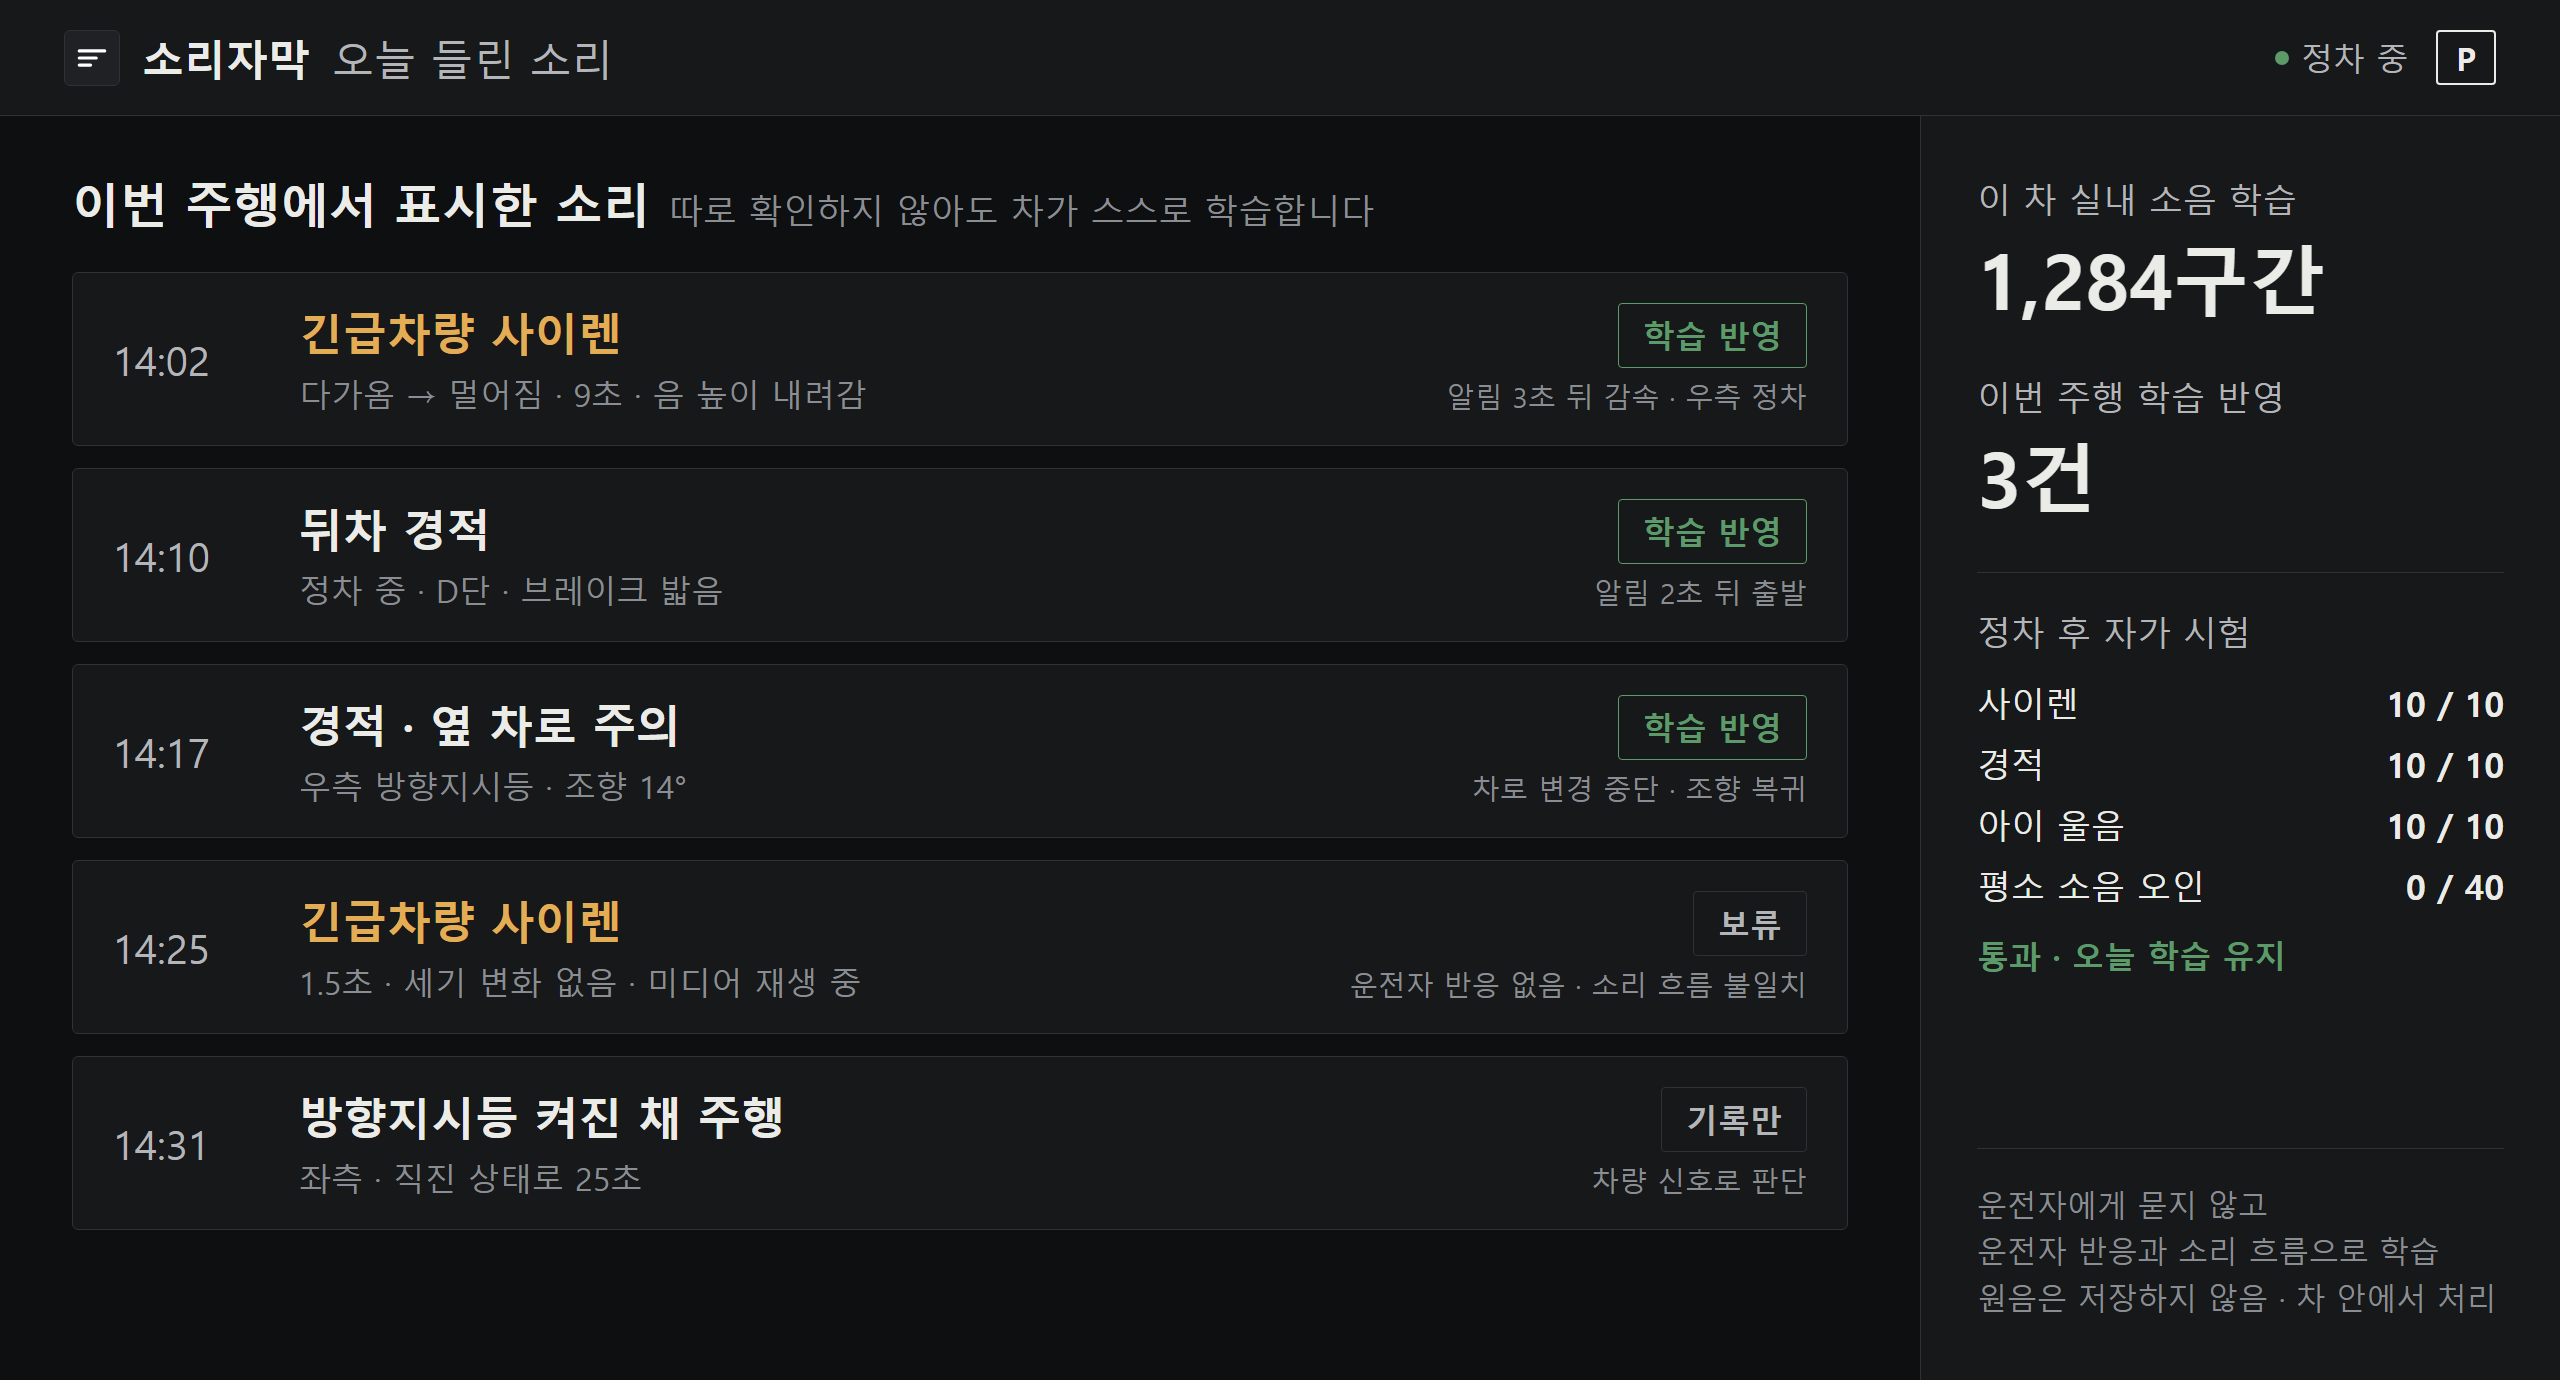 소리자막 오늘 들린 소리
정차 중 P
이번 주행에서 표시한 소리 따로 확인하지 않아도 차가 스스로 학습합니다
14:02
긴급차량 사이렌
다가옴 → 멀어짐 · 9초 · 음 높이 내려감
학습 반영
알림 3초 뒤 감속 · 우측 정차
14:10
뒤차 경적
정차 중 · D단 · 브레이크 밟음
학습 반영
알림 2초 뒤 출발
14:17
경적 · 옆 차로 주의
우측 방향지시등 · 조향 14°
학습 반영
차로 변경 중단 · 조향 복귀
14:25
긴급차량 사이렌
1.5초 · 세기 변화 없음 · 미디어 재생 중
보류
운전자 반응 없음 · 소리 흐름 불일치
14:31
방향지시등 켜진 채 주행
좌측 · 직진 상태로 25초
기록만
차량 신호로 판단
이 차 실내 소음 학습
1,284구간
이번 주행 학습 반영
3건
정차 후 자가 시험
사이렌 10 / 10
경적 10 / 10
아이 울음 10 / 10
평소 소음 오인 0 / 40
통과 · 오늘 학습 유지
운전자에게 묻지 않고
운전자 반응과 소리 흐름으로 학습
원음은 저장하지 않음 · 차 안에서 처리